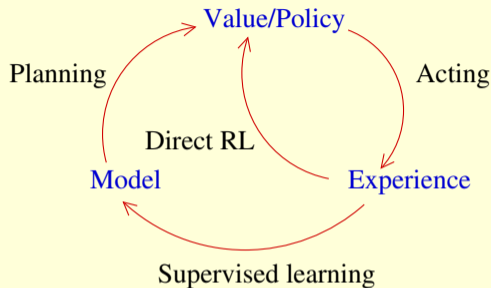 Value/Policy
Planning
Acting
Direct RL
Model
Experience
Supervised learning